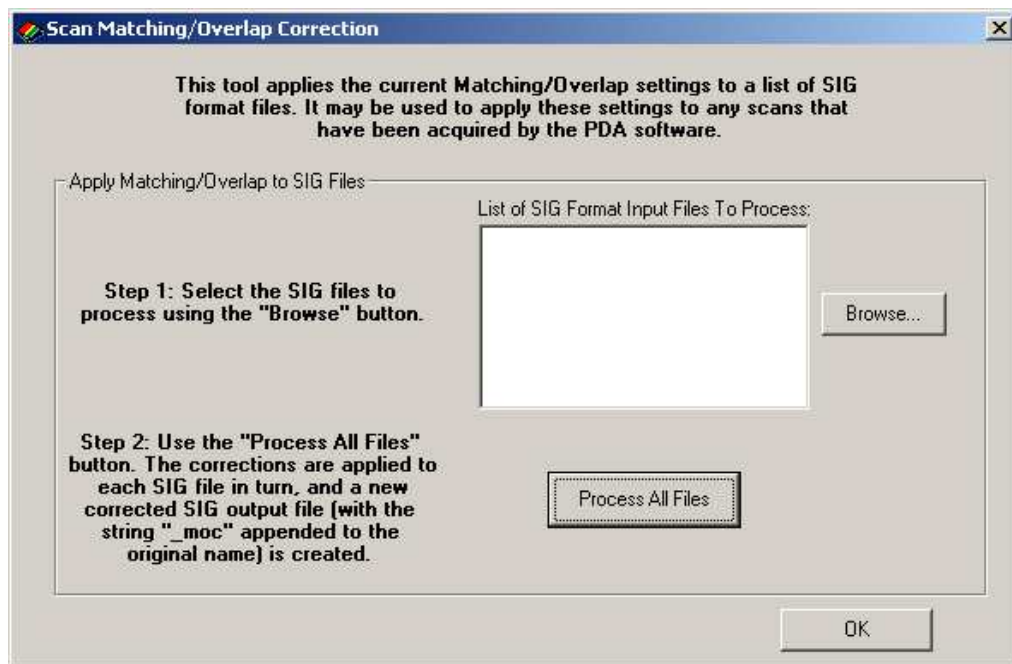 Scan Matching/Overlap Correction
This tool applies the current Matching/Overlap settings to a list of SIG
format files. It may be used to apply these settings to any scans that
have been acquired by the PDA software.
Apply Matching/Overlap to SIG Files
List of SIG Format Input Files To Process:
Step 1: Select the SIG files to
process using the "Browse" button.
Browse...
Step 2: Use the "Process All Files"
button. The corrections are applied to
each SIG file in turn, and a new
corrected SIG output file (with the
string "_moc" appended to the
original name) is created.
Process All Files
OK